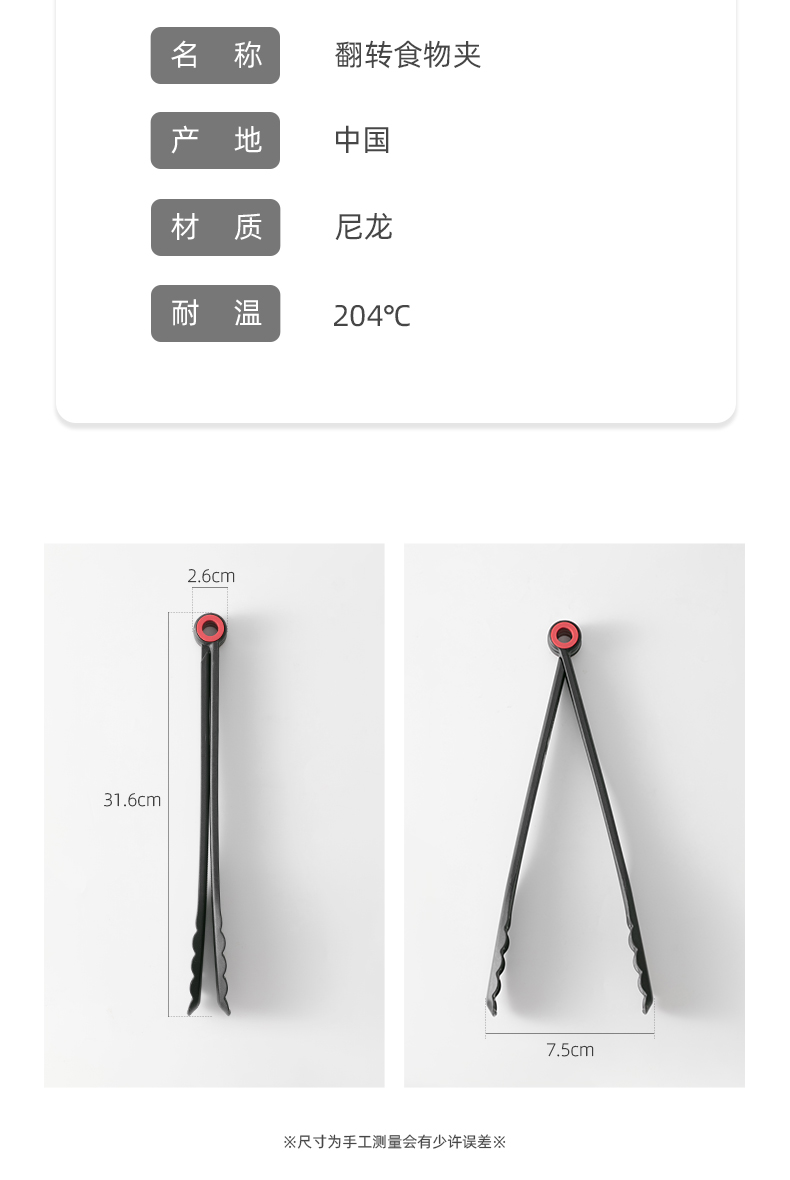 名 称 翻转食物夹
产 地 中国
材 质 尼龙
耐 温 204℃
2.6cm
31.6cm
7.5cm
※尺寸为手工测量会有少许误差※